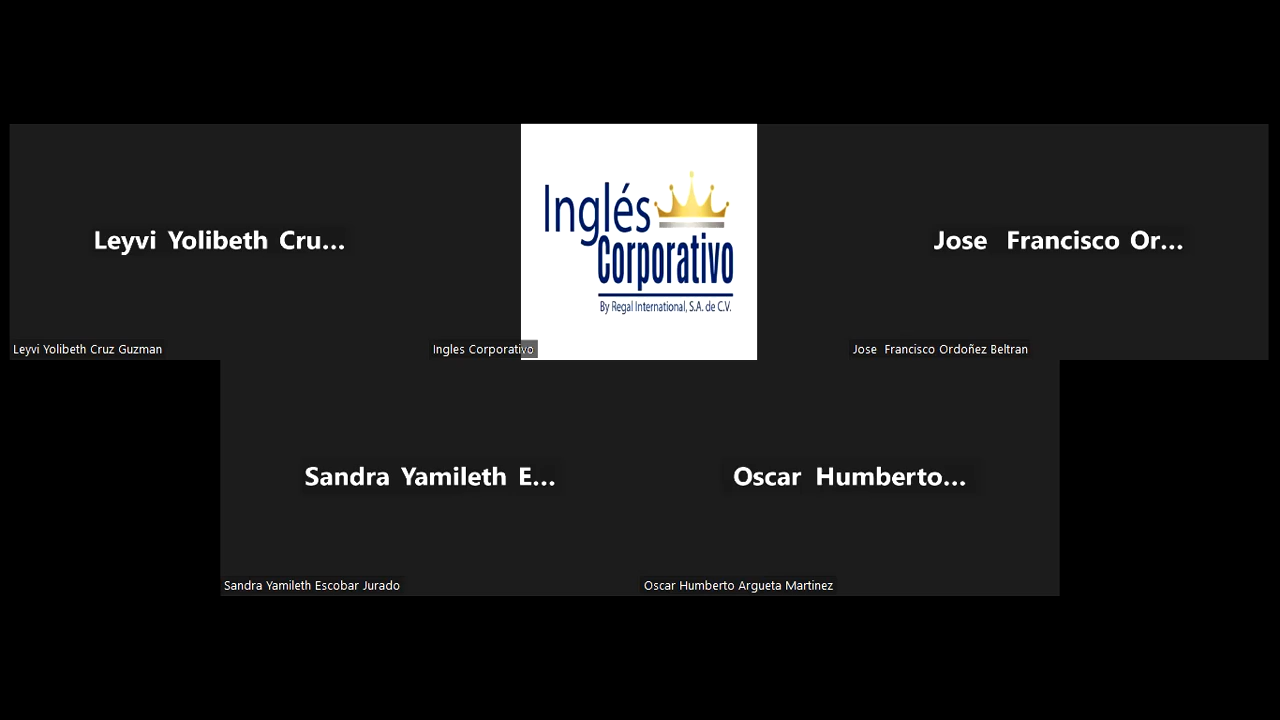 Leyvi Yolibeth Cru...
Inglés
Corporativo
By Regal International, S.A. de C.V.
Jose Francisco Or...
Leyvi Yolibeth Cruz Guzman
Ingles Corporativo
Jose Francisco Ordoñez Beltran
Sandra Yamileth E...
Oscar Humberto...
Sandra Yamileth Escobar Jurado
Oscar Humberto Argueta Martinez